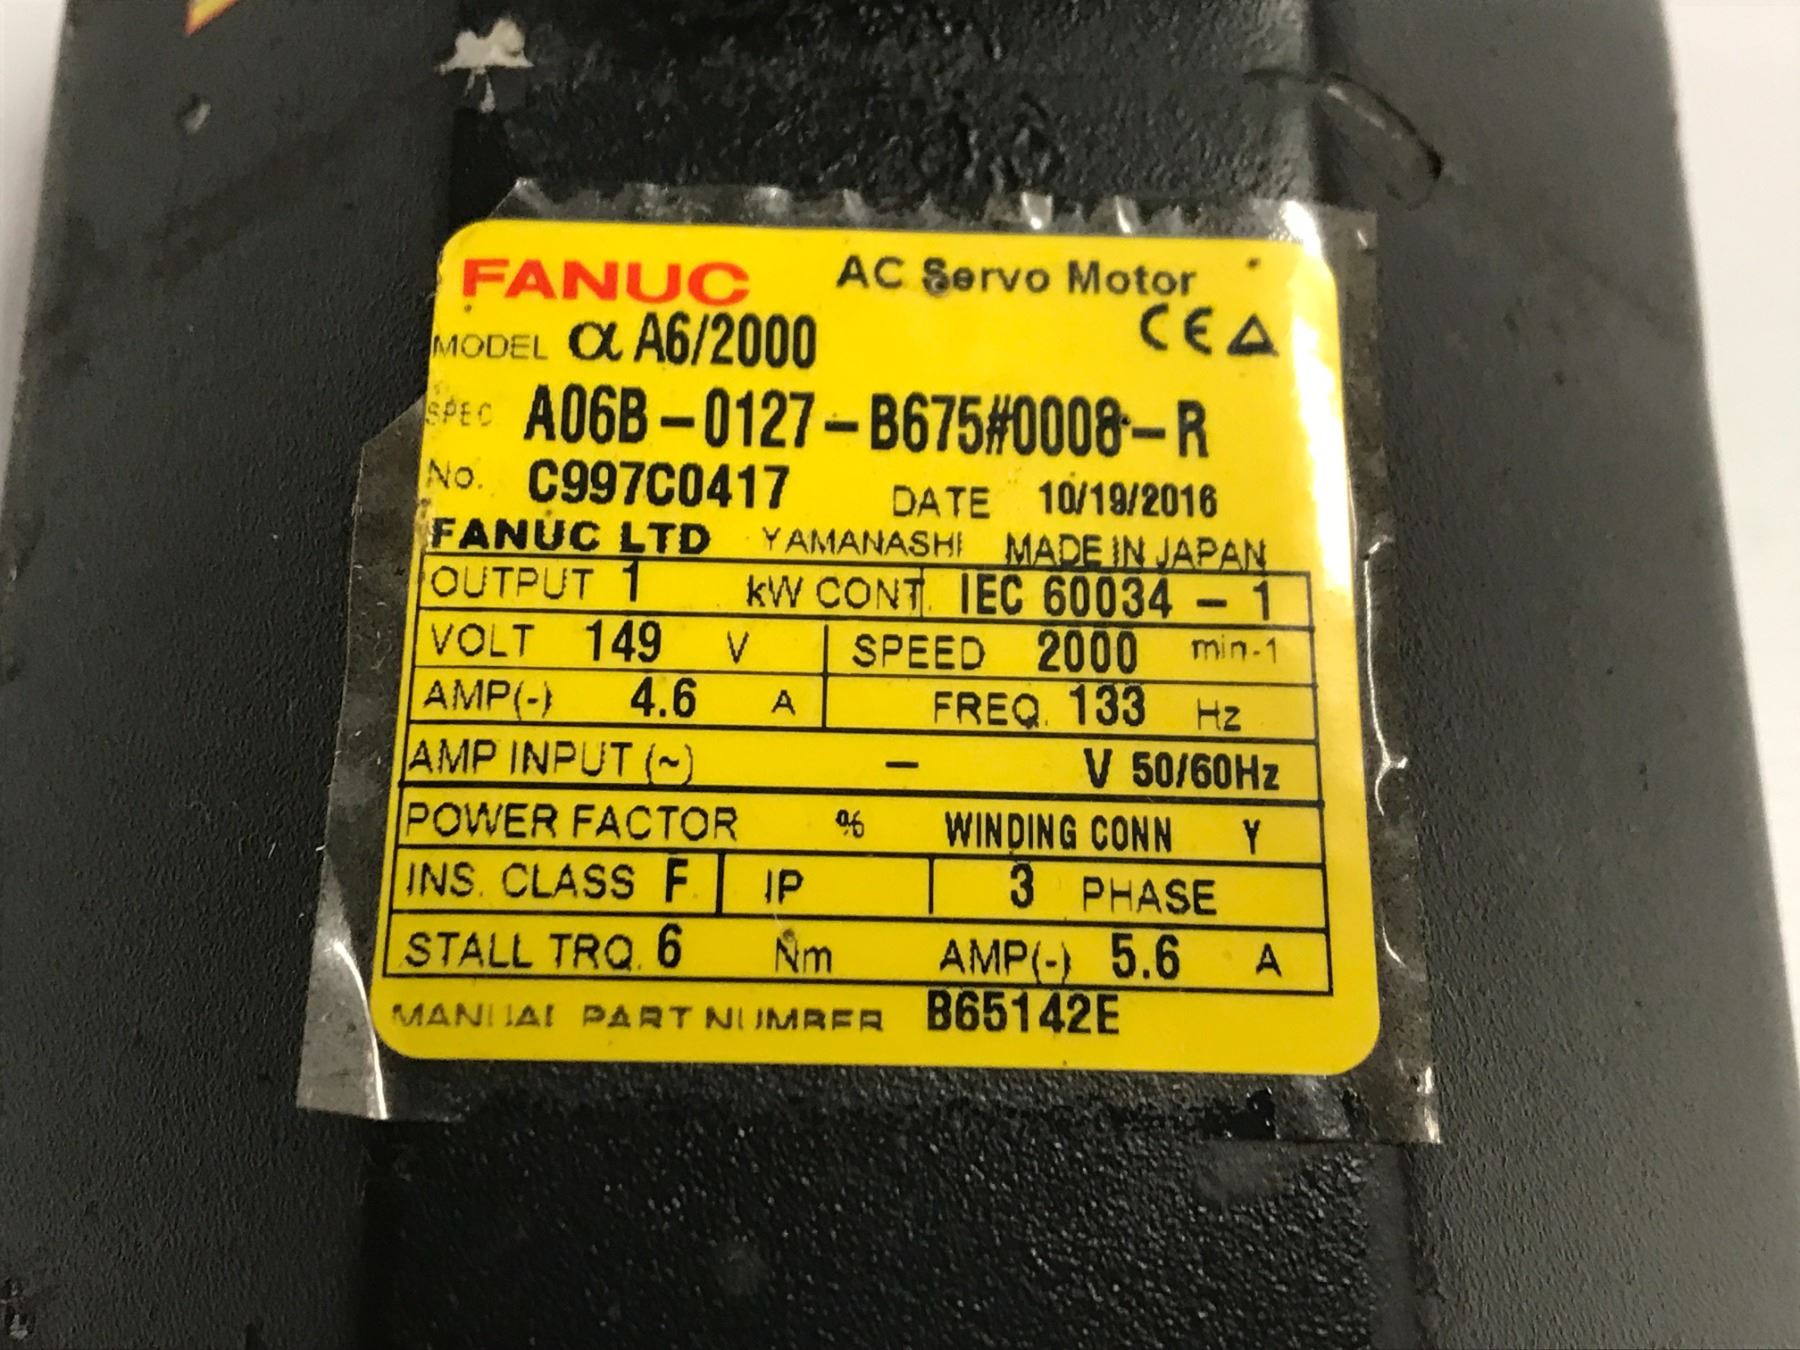 FANUC AC Servo Motor
MODEL α A6/2000 CE
SPEC A06B-0127-B675#0008-R
No. C997C0417 DATE 10/19/2016
FANUC LTD YAMANASHI MADE IN JAPAN
OUTPUT 1 kW CONT. IEC 60034-1
VOLT 149 V SPEED 2000 min-1
AMP(~) 4.6 A FREQ. 133 Hz
AMP INPUT (~) - V 50/60Hz
POWER FACTOR % WINDING CONN Y
INS. CLASS F IP 3 PHASE
STALL TRQ. 6 Nm AMP(~) 5.6 A
MANUAL PART NUMBER B65142E